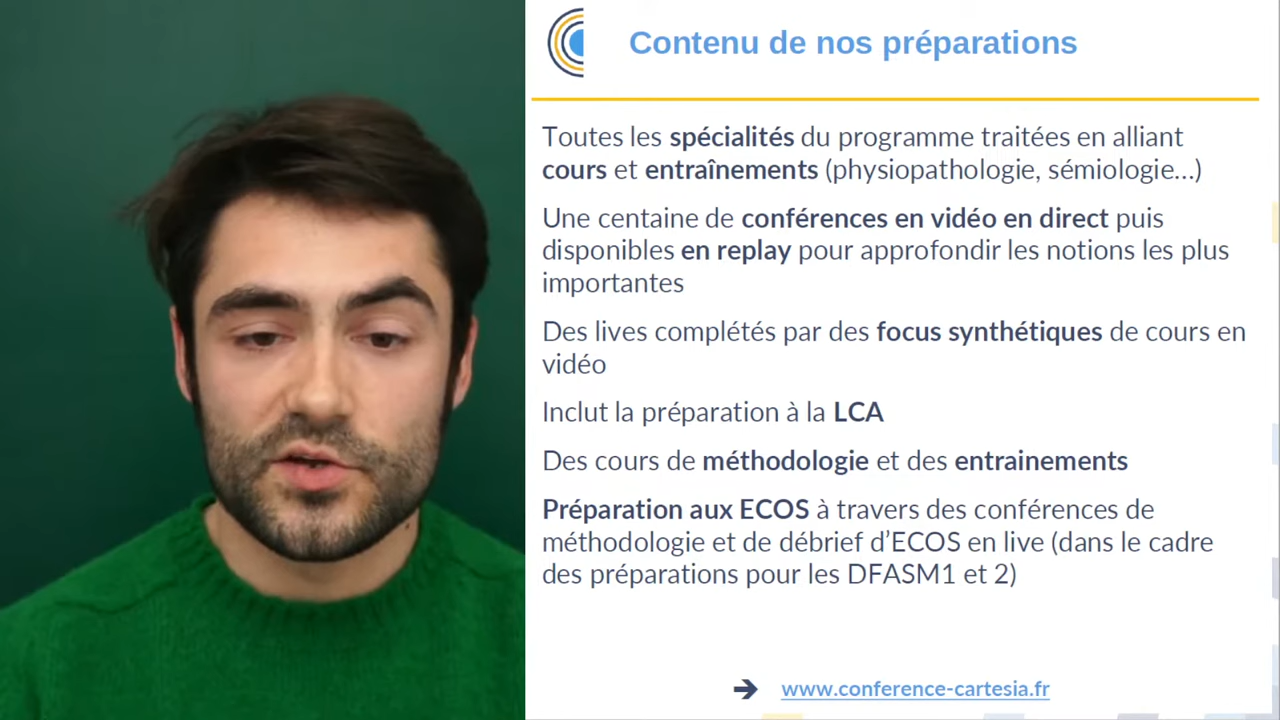 Contenu de nos préparations
Toutes les spécialités du programme traitées en alliant
cours et entraînements (physiopathologie, sémiologie...)
Une centaine de conférences en vidéo en direct puis
disponibles en replay pour approfondir les notions les plus
importantes
Des lives complétés par des focus synthétiques de cours en
vidéo
Inclut la préparation à la LCA
Des cours de méthodologie et des entrainements
Préparation aux ECOS à travers des conférences de
méthodologie et de débrief d’ECOS en live (dans le cadre
des préparations pour les DFASM1 et 2)
➔ www.conference-cartesia.fr